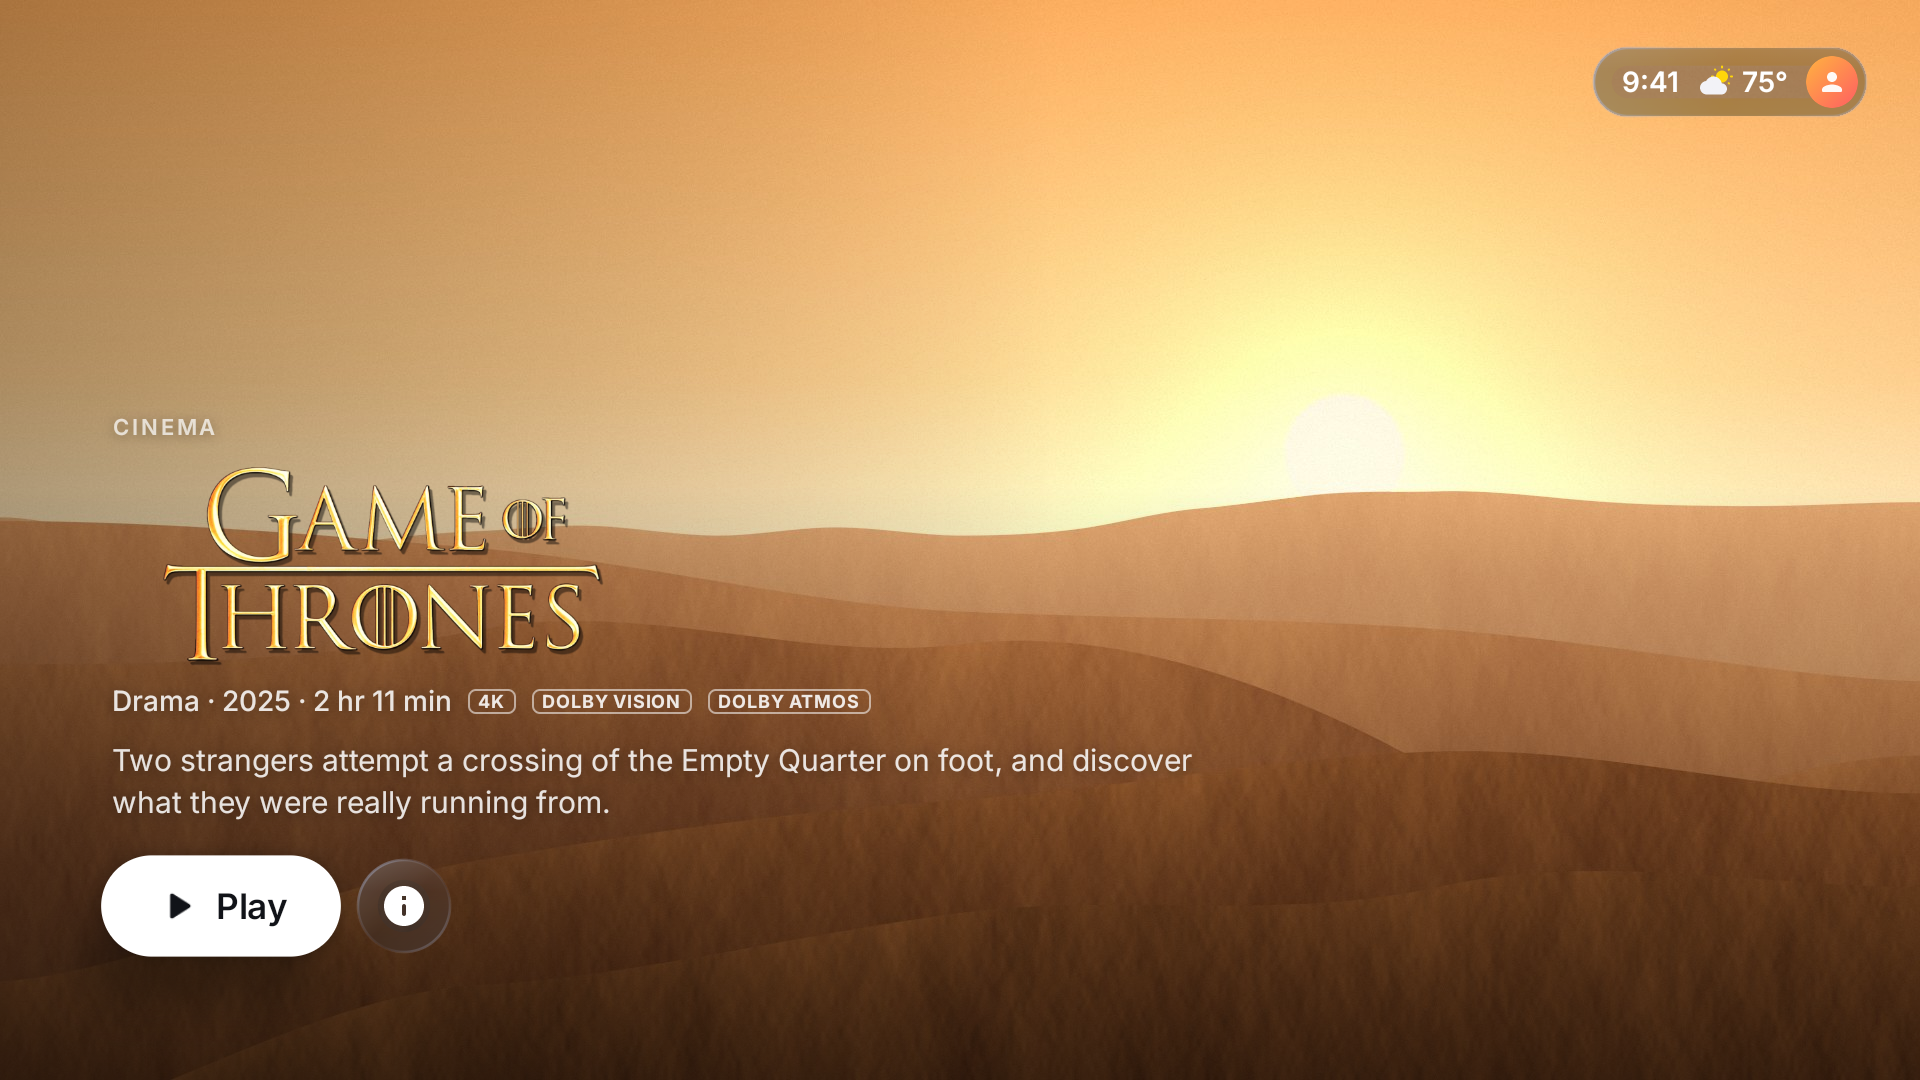 9:41 75°
CINEMA
GAME OF
THRONES
Drama · 2025 · 2 hr 11 min 4K DOLBY VISION DOLBY ATMOS
Two strangers attempt a crossing of the Empty Quarter on foot, and discover
what they were really running from.
Play